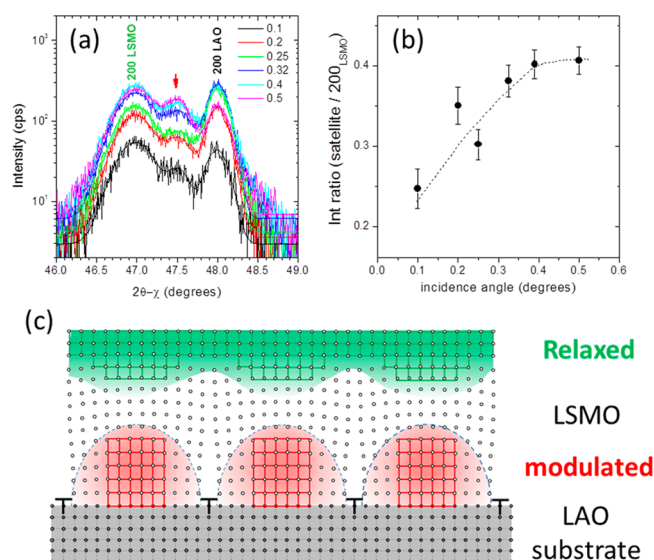 (a)
200 LSMO
200 LAO
0.1
0.2
0.25
0.32
0.4
0.5
10³
10²
10¹
Intensity (cps)
46.0 46.5 47.0 47.5 48.0 48.5 49.0
2θ-χ (degrees)
(b)
Int ratio (satellite / 200LSMO)
0.4
0.3
0.2
0.0 0.1 0.2 0.3 0.4 0.5 0.6
incidence angle (degrees)
(c)
Relaxed
LSMO
modulated
LAO
substrate